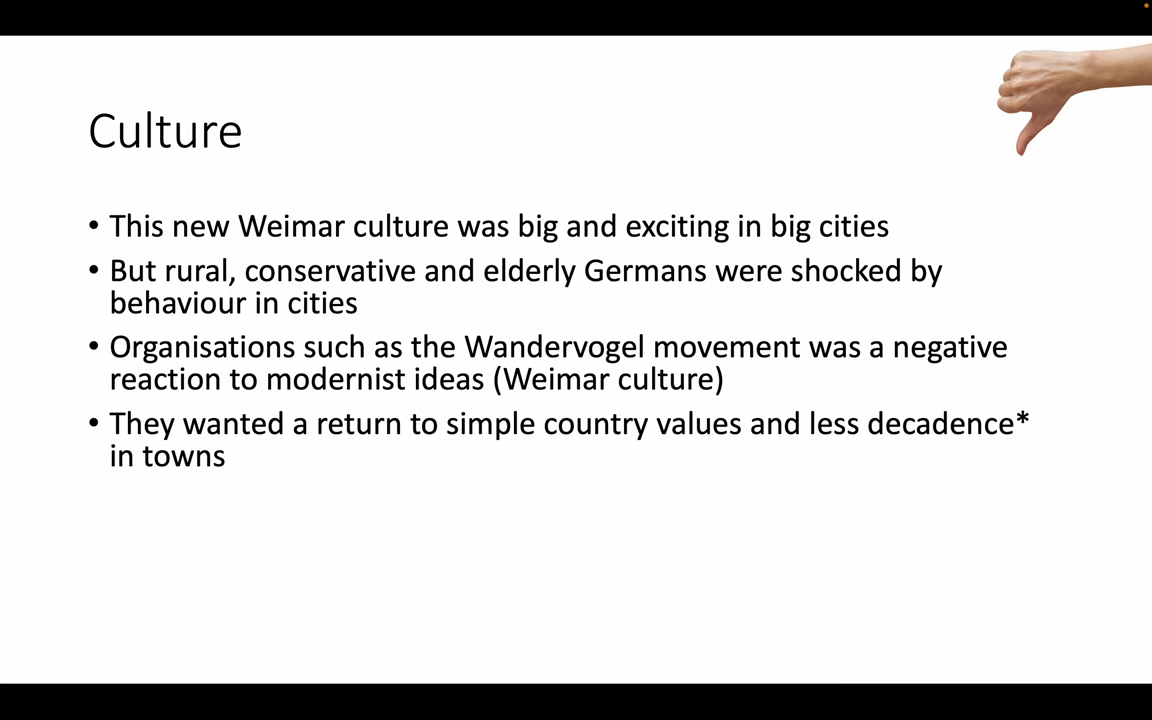 Culture
• This new Weimar culture was big and exciting in big cities
• But rural, conservative and elderly Germans were shocked by
behaviour in cities
• Organisations such as the Wandervogel movement was a negative
reaction to modernist ideas (Weimar culture)
• They wanted a return to simple country values and less decadence*
in towns